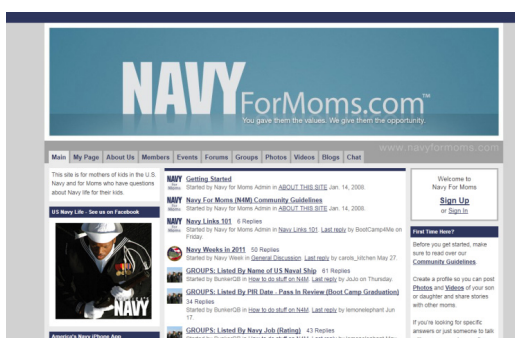 NAVYForMoms.com™
You gave them the values. We give them the opportunity.
www.navyformoms.com
Main My Page About Us Members Events Forums Groups Photos Videos Blogs Chat
This site is for mothers of kids in the U.S.
Navy and for Moms who have questions
about Navy life for their kids.
US Navy Life - See us on Facebook
NAVY
America's Navy iPhone App
NAVY
Getting Started
Started by Navy for Moms Admin in ABOUT THIS SITE Jan. 14, 2008.
NAVY
Navy For Moms (N4M) Community Guidelines
Started by Navy for Moms Admin in ABOUT THIS SITE Jan. 14, 2008.
NAVY
Navy Links 101 6 Replies
Started by Navy for Moms Admin in Navy Links 101. Last reply by BootCamp4Me on
Friday.
Navy Weeks in 2011 50 Replies
Started by Navy Week in General Discussion. Last reply by carols_kitchen May 27.
GROUPS: Listed By Name of US Naval Ship 61 Replies
Started by BunkerQB in How to do stuff on N4M. Last reply by JoJo on Thursday.
GROUPS: Listed By PIR Date - Pass In Review (Boot Camp Graduation)
34 Replies
Started by BunkerQB in How to do stuff on N4M. Last reply by lemonelephant Jun
17.
GROUPS: Listed By Navy Job (Rating) 43 Replies
Welcome to
Navy For Moms
Sign Up
or Sign In
First Time Here?
Before you get started, make
sure to read over our
Community Guidelines.
Create a profile so you can post
Photos and Videos of your son
or daughter and share stories
with other moms.
If you're looking for specific
answers or just someone to talk